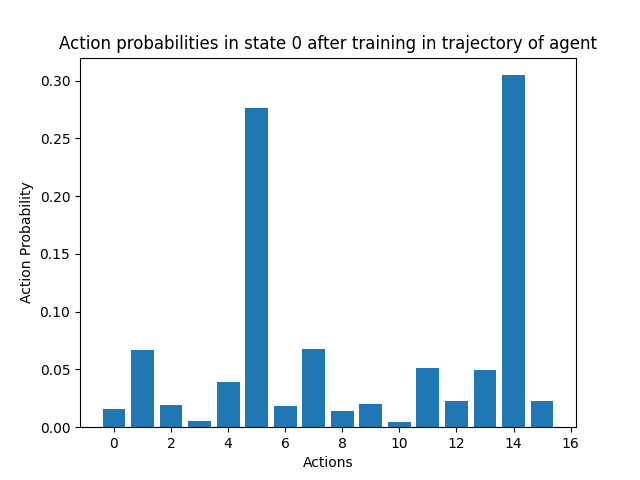 Action probabilities in state 0 after training in trajectory of agent
Action Probability
0.30
0.25
0.20
0.15
0.10
0.05
0.00
0 2 4 6 8 10 12 14 16
Actions